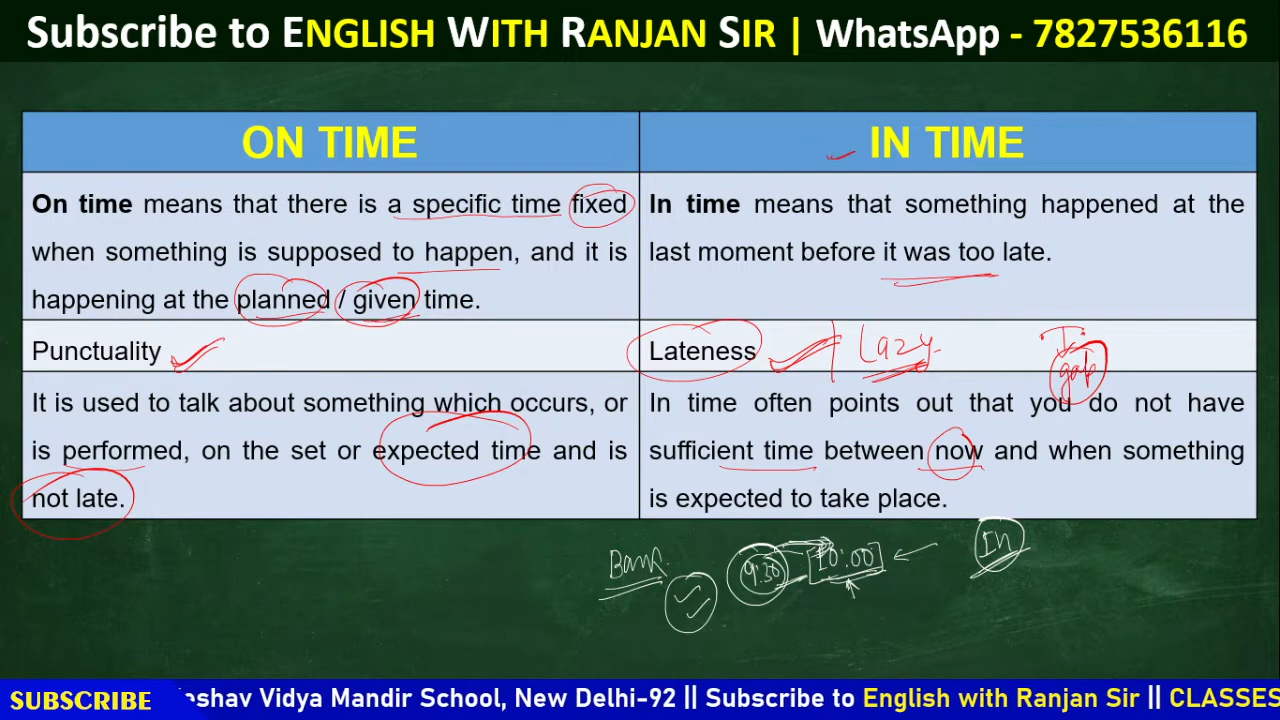 Subscribe to ENGLISH WITH RANJAN SIR | WhatsApp - 7827536116
ON TIME
IN TIME
On time means that there is a specific time fixed
when something is supposed to happen, and it is
happening at the planned / given time.
In time means that something happened at the
last moment before it was too late.
Punctuality
Lateness
Lazy
gap
It is used to talk about something which occurs, or
is performed, on the set or expected time and is
not late.
In time often points out that you do not have
sufficient time between now and when something
is expected to take place.
Bank
9:30
[10:00]
In
SUBSCRIBE
eshav Vidya Mandir School, New Delhi-92 || Subscribe to English with Ranjan Sir || CLASSES